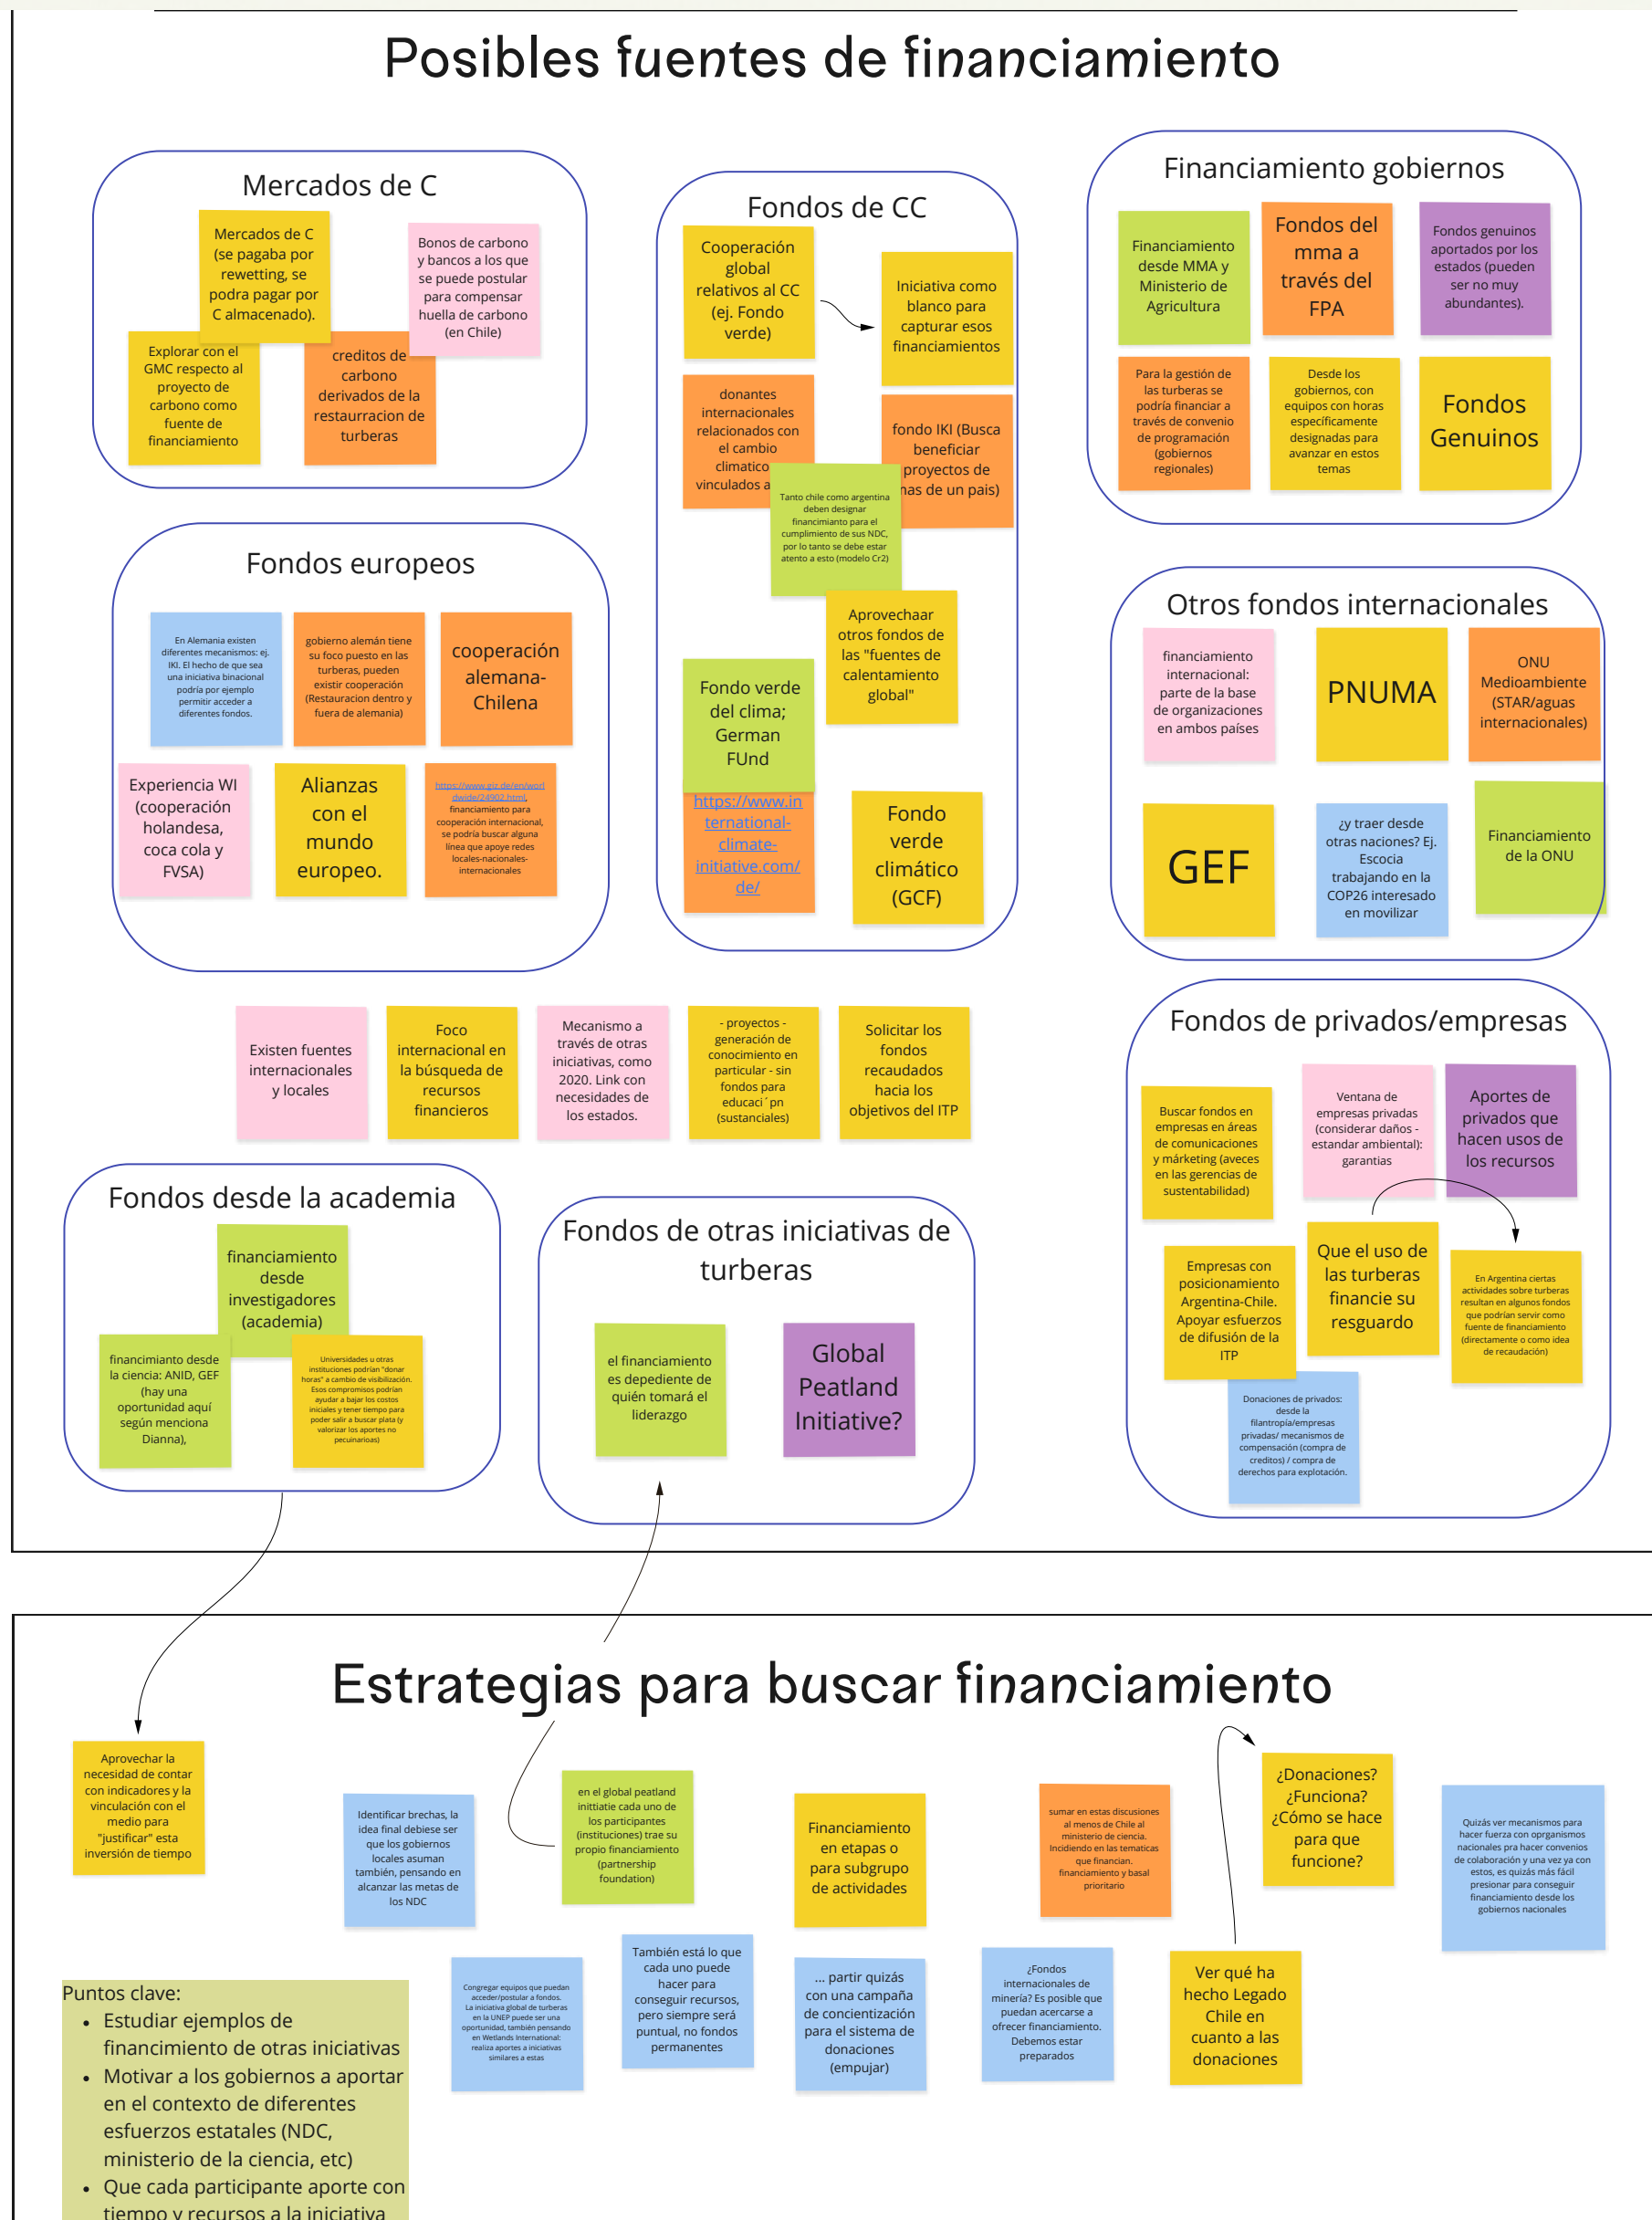 Posibles fuentes de financiamiento
Mercados de C
Mercados de C
(se pagaba por
rewetting, se
podra pagar por
C almacenado).
Bonos de carbono
y bancos a los que
se puede postular
para compensar
huella de carbono
(en Chile)
Explorar con el
GMC respecto al
proyecto de
carbono como
fuente de
financiamiento
creditos de
carbono
derivados de la
restaurracion de
turberas
Fondos de CC
Cooperación
global
relativos al CC
(ej. Fondo
verde)
Iniciativa como
blanco para
capturar esos
financiamientos
donantes
internacionales
relacionados con
el cambio
climatico
vinculados a
fondo IKI (Busca
beneficiar
proyectos de
mas de un pais)
Tanto chile como argentina
deben designar
financimianto para el
cumplimiento de sus NDC,
por lo tanto se debe estar
atento a esto (modelo Cr2)
Aprovechaar
otros fondos de
las "fuentes de
calentamiento
global"
Fondo verde
del clima;
German
FUnd
https://www.in
ternational-
climate-
initiative.com/
de/
Fondo
verde
climático
(GCF)
Financiamiento gobiernos
Financiamiento
desde MMA y
Ministerio de
Agricultura
Fondos del
mma a
través del
FPA
Fondos genuinos
aportados por los
estados (pueden
ser no muy
abundantes).
Para la gestión de
las turberas se
podría financiar a
través de convenio
de programación
(gobiernos
regionales)
Desde los
gobiernos, con
equipos con horas
específicamente
designadas para
avanzar en estos
temas
Fondos
Genuinos
Fondos europeos
En Alemania existen
diferentes mecanismos: ej.
IKI. El hecho de que sea
una iniciativa binacional
podría por ejemplo
permitir acceder a
diferentes fondos.
gobierno alemán tiene
su foco puesto en las
turberas, pueden
existir cooperación
(Restauracion dentro y
fuera de alemania)
cooperación
alemana-
Chilena
Experiencia WI
(cooperación
holandesa,
coca cola y
FVSA)
Alianzas
con el
mundo
europeo.
https://www.giz.de/en/worl
dwide/24902.html,
financiamiento para
cooperación internacional,
se podría buscar alguna
línea que apoye redes
locales-nacionales-
internacionales
Otros fondos internacionales
financiamiento
internacional:
parte de la base
de organizaciones
en ambos países
PNUMA
ONU
Medioambiente
(STAR/aguas
internacionales)
GEF
¿y traer desde
otras naciones? Ej.
Escocia
trabajando en la
COP26 interesado
en movilizar
Financiamiento
de la ONU
Existen fuentes
internacionales
y locales
Foco
internacional en
la búsqueda de
recursos
financieros
Mecanismo a
través de otras
iniciativas, como
2020. Link con
necesidades de
los estados.
- proyectos -
generación de
conocimiento en
particular - sin
fondos para
educaci´pn
(sustanciales)
Solicitar los
fondos
recaudados
hacia los
objetivos del ITP
Fondos de privados/empresas
Buscar fondos en
empresas en áreas
de comunicaciones
y márketing (aveces
en las gerencias de
sustentabilidad)
Ventana de
empresas privadas
(considerar daños -
estandar ambiental):
garantias
Aportes de
privados que
hacen usos de
los recursos
Empresas con
posicionamiento
Argentina-Chile.
Apoyar esfuerzos
de difusión de la
ITP
Que el uso de
las turberas
financie su
resguardo
En Argentina ciertas
actividades sobre turberas
resultan en algunos fondos
que podrían servir como
fuente de financiamiento
(directamente o como idea
de recaudación)
Donaciones de privados:
desde la
filantropía/empresas
privadas/ mecanismos de
compensación (compra de
creditos) / compra de
derechos para explotación.
Fondos desde la academia
financiamiento
desde
investigadores
(academia)
financimianto desde
la ciencia: ANID, GEF
(hay una
oportunidad aquí
según menciona
Dianna),
Universidades u otras
instituciones podrían "donar
horas" a cambio de visibilización.
Esos compromisos podrían
ayudar a bajar los costos
iniciales y tener tiempo para
poder salir a buscar plata (y
valorizar los aportes no
pecuinarioas)
Fondos de otras iniciativas de
turberas
el financiamiento
es depediente de
quién tomará el
liderazgo
Global
Peatland
Initiative?
Estrategias para buscar financiamiento
Aprovechar la
necesidad de contar
con indicadores y la
vinculación con el
medio para
"justificar" esta
inversión de tiempo
Identificar brechas, la
idea final debiese ser
que los gobiernos
locales asuman
también, pensando en
alcanzar las metas de
los NDC
en el global peatland
inittiatie cada uno de
los participantes
(instituciones) trae su
propio financiamiento
(partnership
foundation)
Financiamiento
en etapas o
para subgrupo
de actividades
sumar en estas discusiones
al menos de Chile al
ministerio de ciencia.
Incidiendo en las tematicas
que financian.
financiamiento y basal
prioritario
¿Donaciones?
¿Funciona?
¿Cómo se hace
para que
funcione?
Quizás ver mecanismos para
hacer fuerza con oprganismos
nacionales pra hacer convenios
de colaboración y una vez ya con
estos, es quizás más fácil
presionar para conseguir
financiamiento desde los
gobiernos nacionales
Congregar equipos que puedan
acceder/postular a fondos.
La iniciativa global de turberas
en la UNEP puede ser una
oportunidad, también pensando
en Wetlands International:
realiza aportes a iniciativas
similares a estas
También está lo que
cada uno puede
hacer para
conseguir recursos,
pero siempre será
puntual, no fondos
permanentes
... partir quizás
con una campaña
de concientización
para el sistema de
donaciones
(empujar)
¿Fondos
internacionales de
minería? Es posible que
puedan acercarse a
ofrecer financiamiento.
Debemos estar
preparados
Ver qué ha
hecho Legado
Chile en
cuanto a las
donaciones
Puntos clave:
• Estudiar ejemplos de
financimiento de otras iniciativas
• Motivar a los gobiernos a aportar
en el contexto de diferentes
esfuerzos estatales (NDC,
ministerio de la ciencia, etc)
• Que cada participante aporte con
tiempo y recursos a la iniciativa